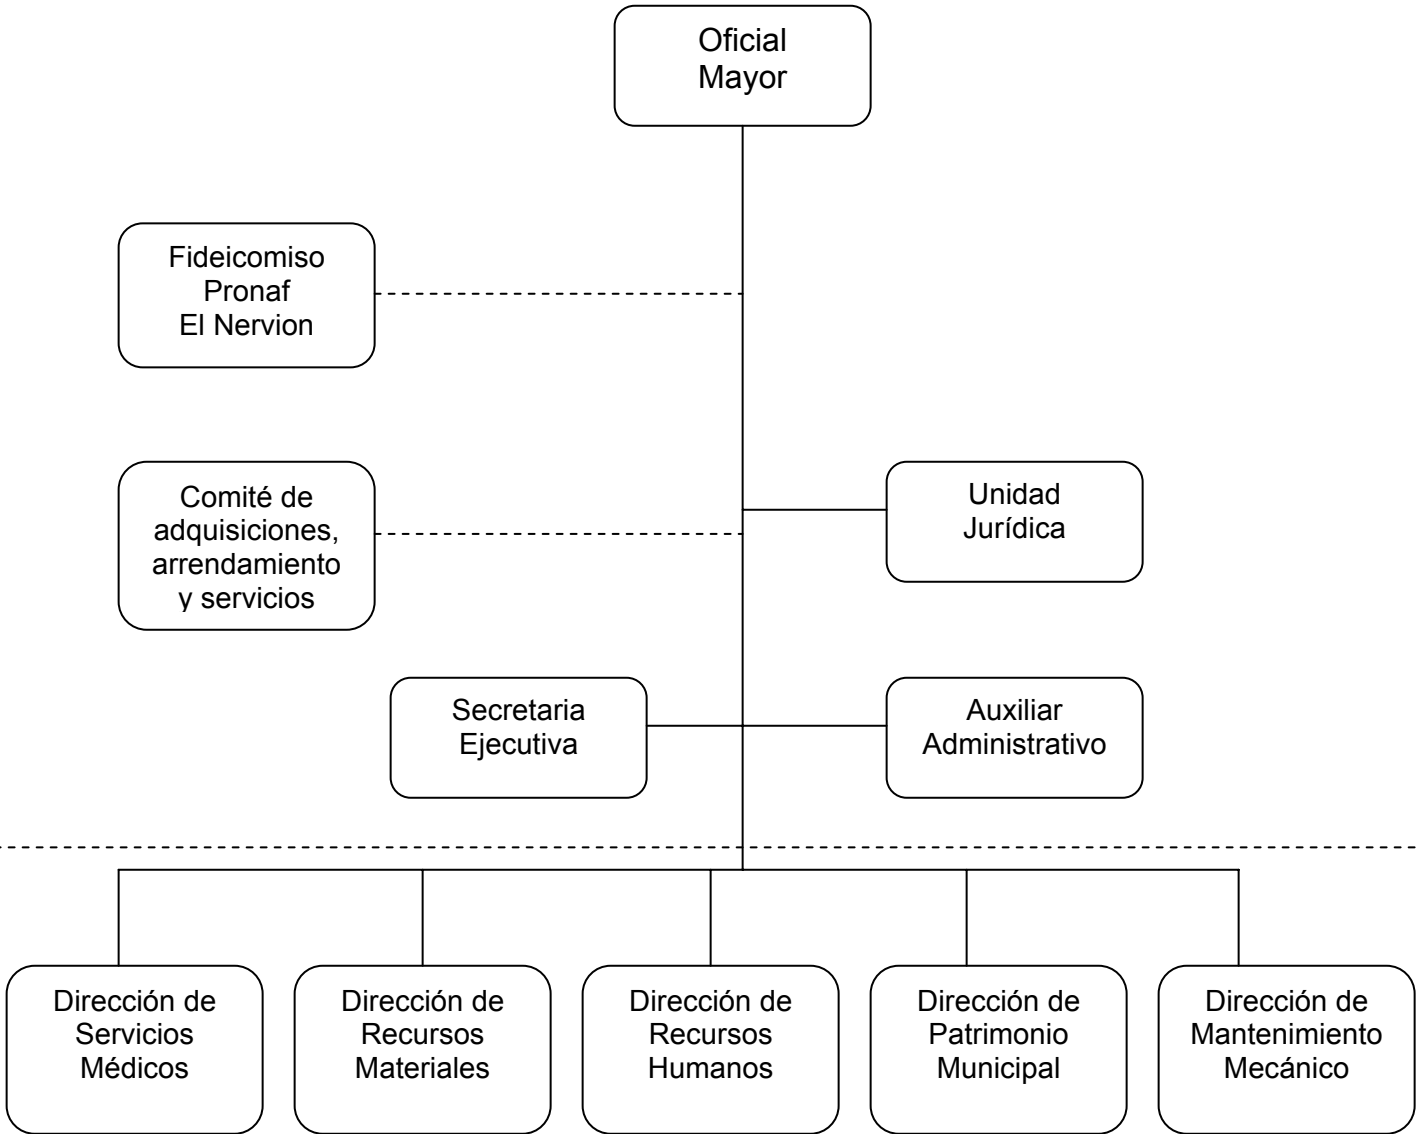 Oficial
Mayor
Fideicomiso
Pronaf
El Nervion
Comité de
adquisiciones,
arrendamiento
y servicios
Unidad
Jurídica
Secretaria
Ejecutiva
Auxiliar
Administrativo
Dirección de
Servicios
Médicos
Dirección de
Recursos
Materiales
Dirección de
Recursos
Humanos
Dirección de
Patrimonio
Municipal
Dirección de
Mantenimiento
Mecánico